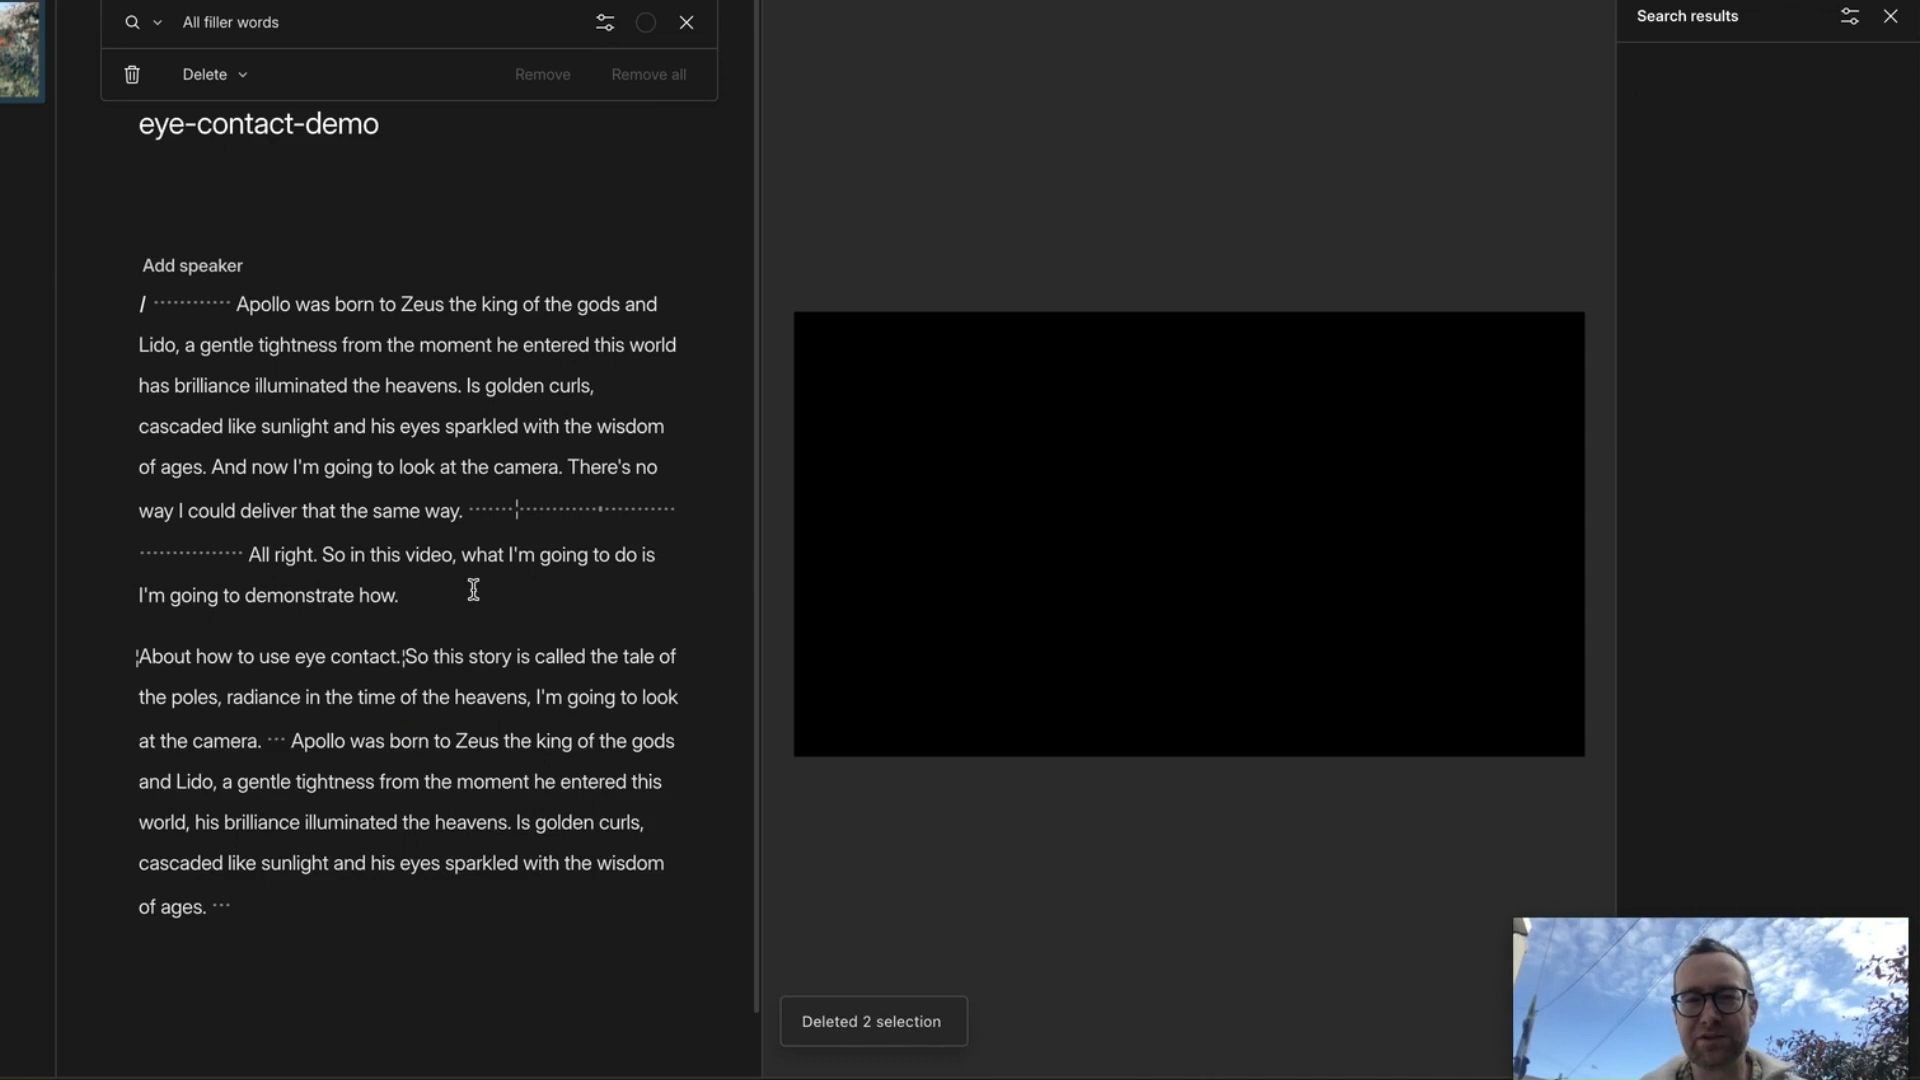 All filler words
Search results
Delete
Remove
Remove all
eye-contact-demo
Add speaker
/ ············ Apollo was born to Zeus the king of the gods and
Lido, a gentle tightness from the moment he entered this world
has brilliance illuminated the heavens. Is golden curls,
cascaded like sunlight and his eyes sparkled with the wisdom
of ages. And now I'm going to look at the camera. There's no
way I could deliver that the same way.
All right. So in this video, what I'm going to do is
I'm going to demonstrate how.
¦About how to use eye contact.¦So this story is called the tale of
the poles, radiance in the time of the heavens, I'm going to look
at the camera. ··· Apollo was born to Zeus the king of the gods
and Lido, a gentle tightness from the moment he entered this
world, his brilliance illuminated the heavens. Is golden curls,
cascaded like sunlight and his eyes sparkled with the wisdom
of ages. ···
Deleted 2 selection